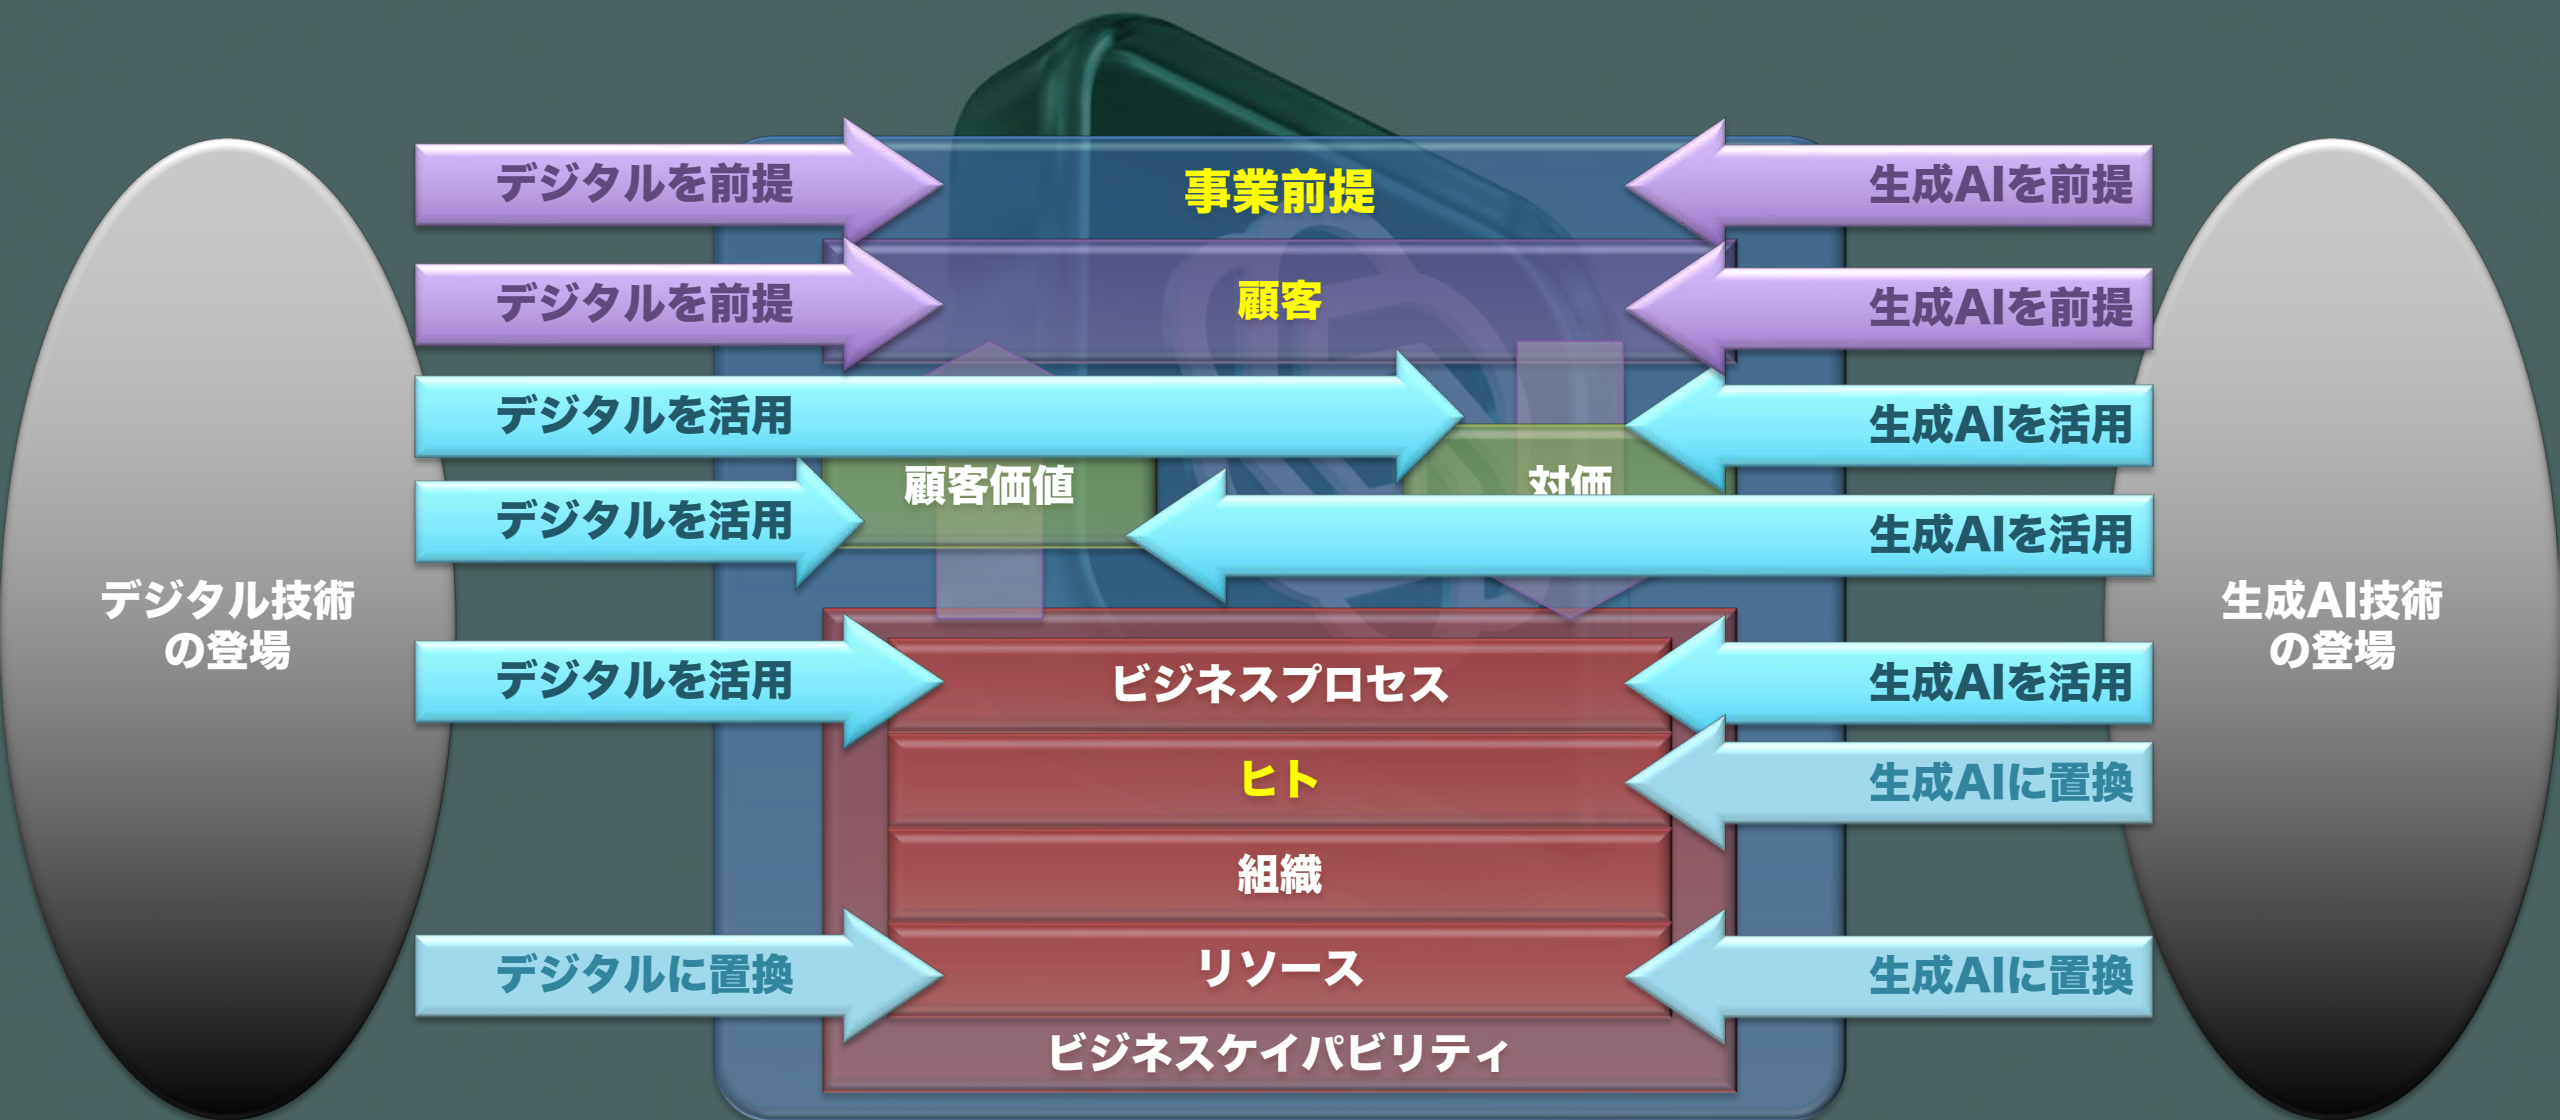 デジタルを前提
事業前提
生成AIを前提
デジタルを前提
顧客
生成AIを前提
デジタルを活用
生成AIを活用
顧客価値
対価
デジタルを活用
生成AIを活用
デジタル技術
の登場
生成AI技術
の登場
デジタルを活用
ビジネスプロセス
生成AIを活用
ヒト
生成AIに置換
組織
デジタルに置換
リソース
生成AIに置換
ビジネスケイパビリティ